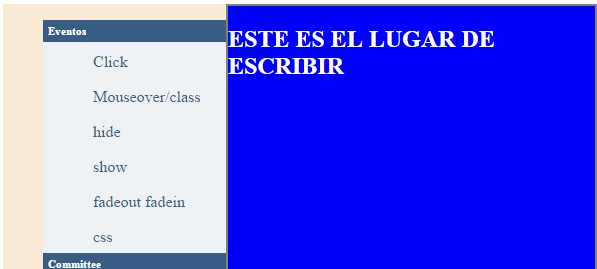 Eventos
Click
Mouseover/class
hide
show
fadeout fadein
css
Committee
ESTE ES EL LUGAR DE
ESCRIBIR